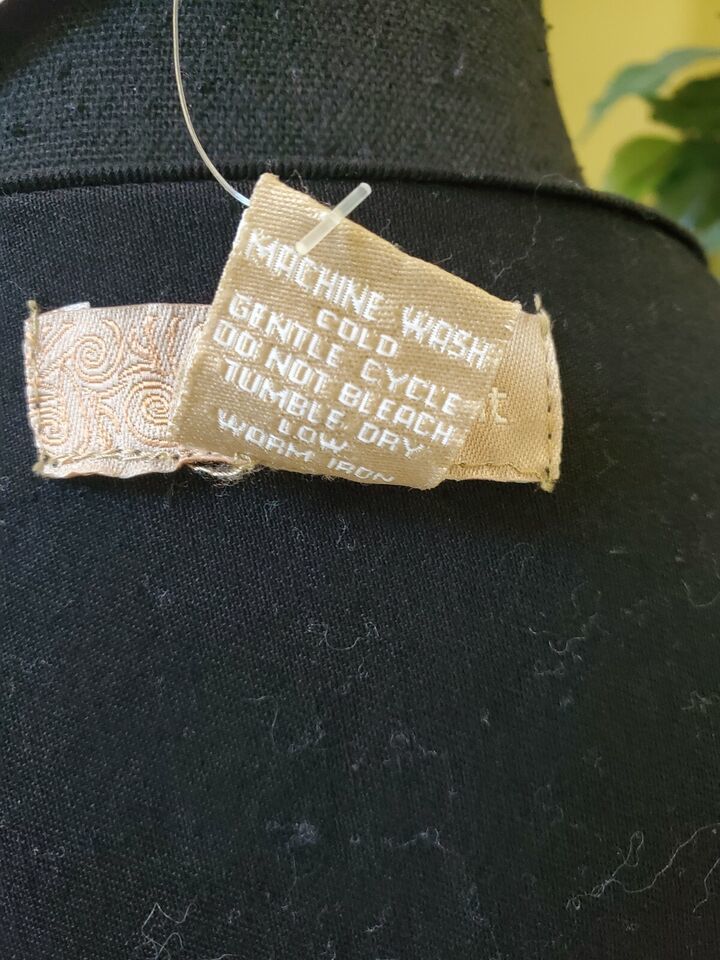 MACHINE WASH
COLD
GENTLE CYCLE
DO NOT BLEACH
TUMBLE DRY
LOW
WARM IRON